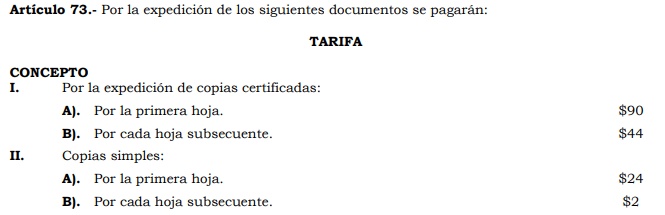 Artículo 73.- Por la expedición de los siguientes documentos se pagarán:
TARIFA
CONCEPTO
I. Por la expedición de copias certificadas:
A). Por la primera hoja. $90
B). Por cada hoja subsecuente. $44
II. Copias simples:
A). Por la primera hoja. $24
B). Por cada hoja subsecuente. $2